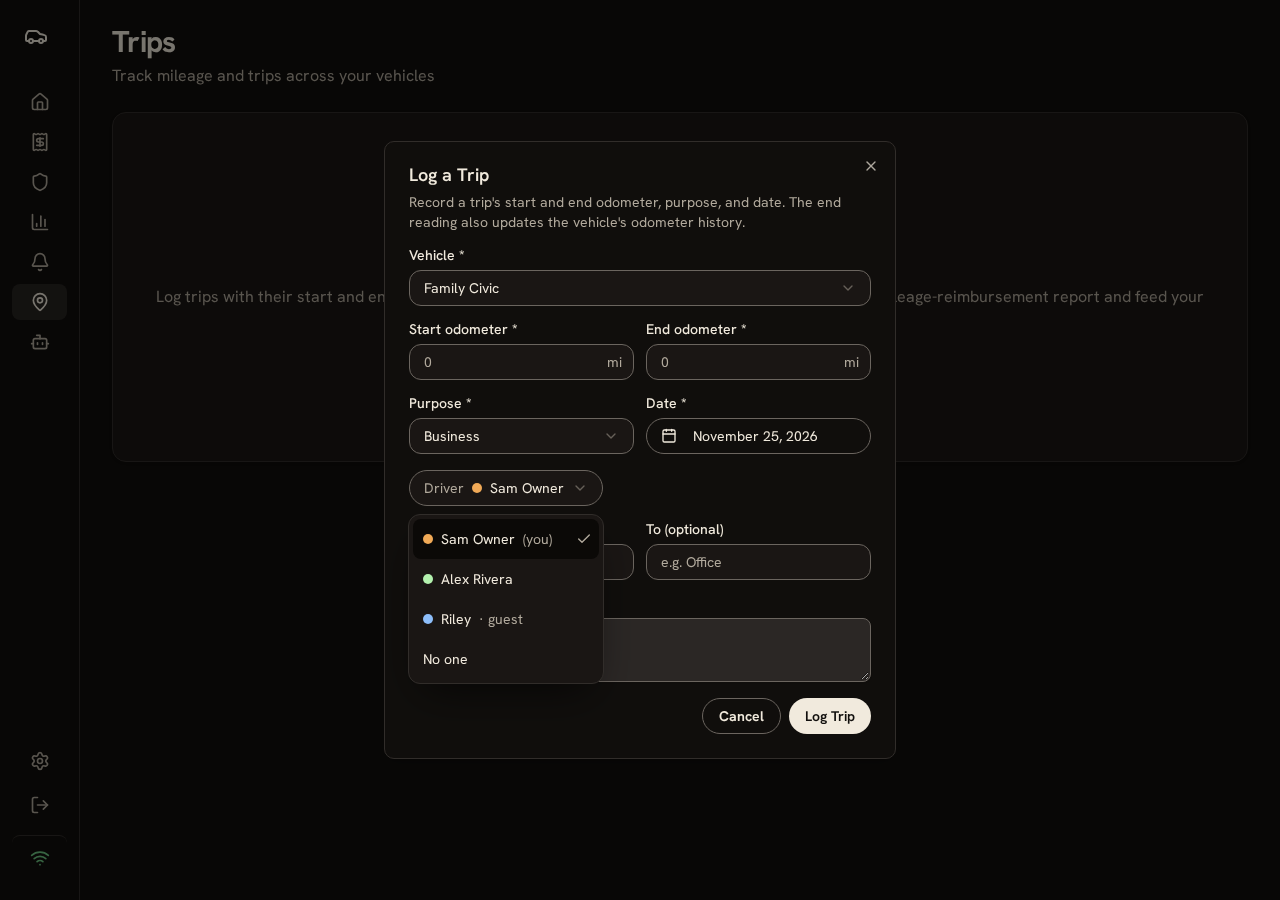 Trips
Track mileage and trips across your vehicles
Log a Trip
Record a trip's start and end odometer, purpose, and date. The end
reading also updates the vehicle's odometer history.
Vehicle *
Family Civic
Log trips with their start and
eage-reimbursement report and feed your
Start odometer * End odometer *
0 mi 0 mi
Purpose * Date *
Business November 25, 2026
Driver Sam Owner
To (optional)
Sam Owner (you)
e.g. Office
Alex Rivera
Riley · guest
No one
Cancel Log Trip